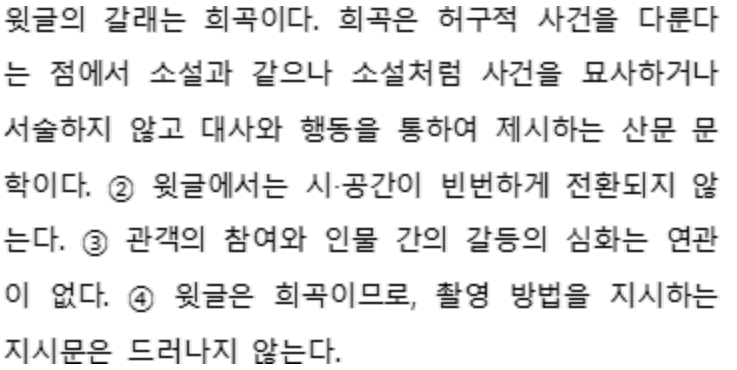 윗글의 갈래는 희곡이다. 희곡은 허구적 사건을 다룬다
는 점에서 소설과 같으나 소설처럼 사건을 묘사하거나
서술하지 않고 대사와 행동을 통하여 제시하는 산문 문
학이다. ② 윗글에서는 시·공간이 빈번하게 전환되지 않
는다. ③ 관객의 참여와 인물 간의 갈등의 심화는 연관
이 없다. ④ 윗글은 희곡이므로, 촬영 방법을 지시하는
지시문은 드러나지 않는다.